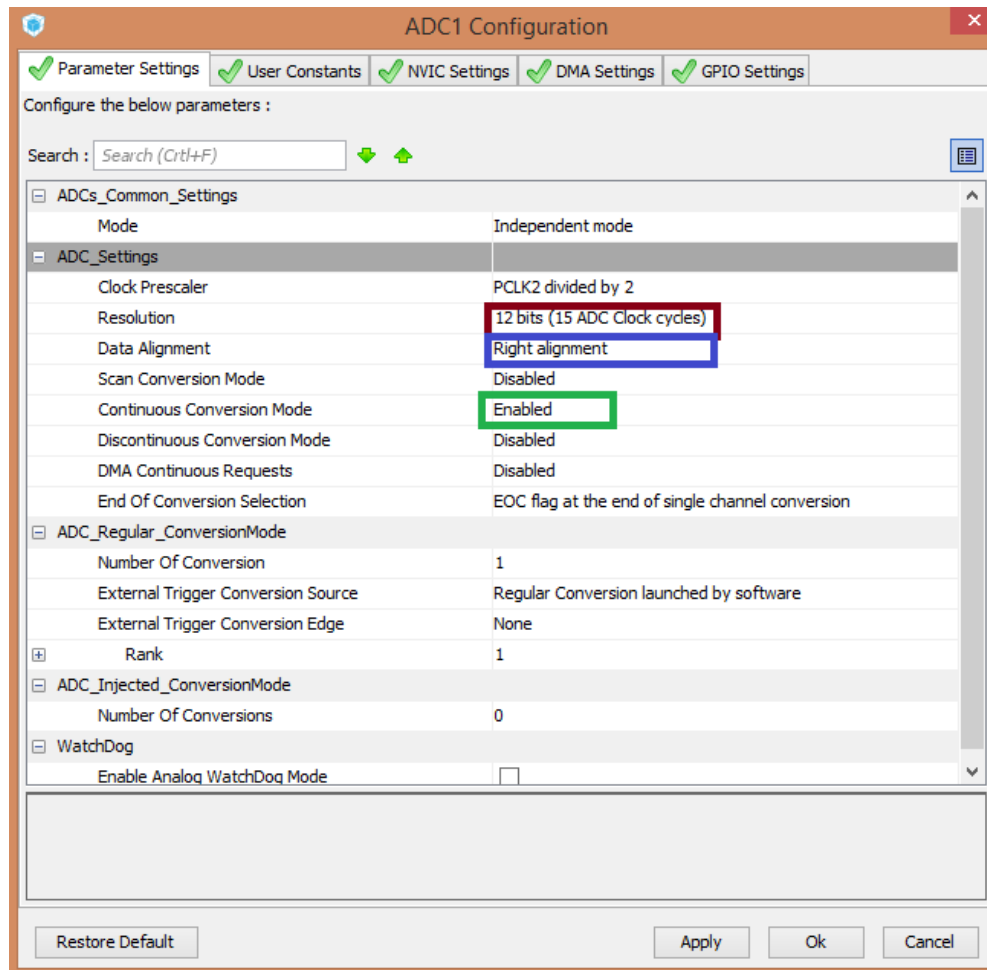 ADC1 Configuration
Parameter Settings User Constants NVIC Settings DMA Settings GPIO Settings
Configure the below parameters :
Search : Search (Crtl+F)
ADCs_Common_Settings
Mode Independent mode
ADC_Settings
Clock Prescaler PCLK2 divided by 2
Resolution 12 bits (15 ADC Clock cycles)
Data Alignment Right alignment
Scan Conversion Mode Disabled
Continuous Conversion Mode Enabled
Discontinuous Conversion Mode Disabled
DMA Continuous Requests Disabled
End Of Conversion Selection EOC flag at the end of single channel conversion
ADC_Regular_ConversionMode
Number Of Conversion 1
External Trigger Conversion Source Regular Conversion launched by software
External Trigger Conversion Edge None
Rank 1
ADC_Injected_ConversionMode
Number Of Conversions 0
WatchDog
Enable Analog WatchDog Mode
Restore Default Apply Ok Cancel